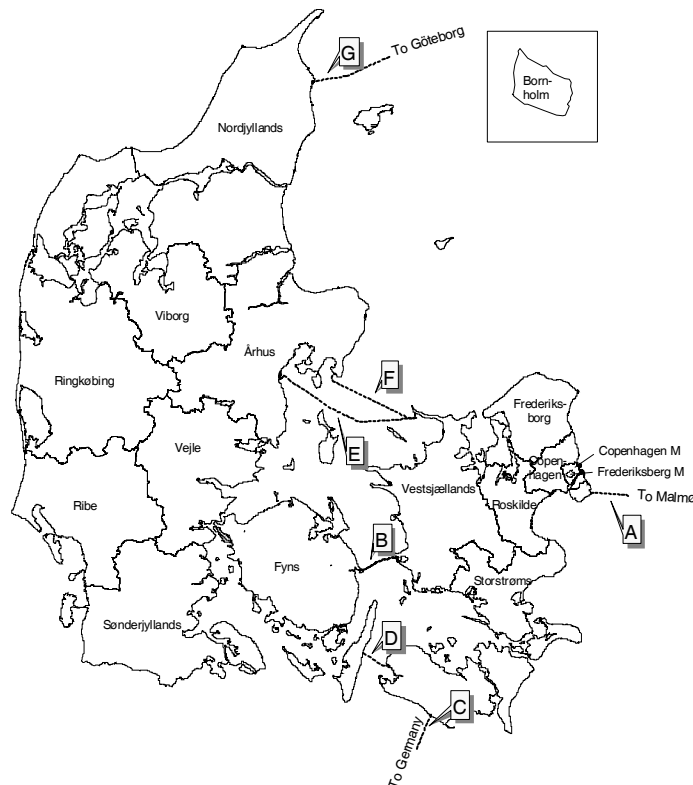 G
To Göteborg
Born-
holm
Nordjyllands
Viborg
Århus
Ringkøbing
F
Frederiks-
borg
E
Vejle
Copenhagen M
Copen-
hagen
Frederiksberg M
Vestsjællands
To Malmø
Ribe
Roskilde
A
B
Fyns
Storstrøms
Sønderjyllands
D
C
To Germany